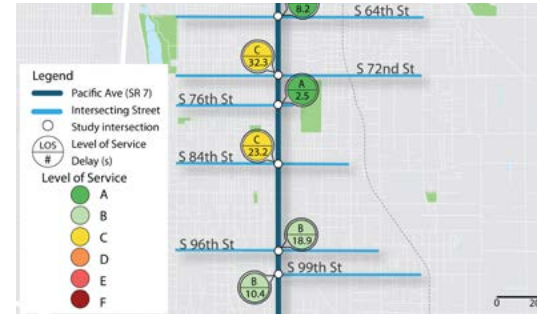 8.2
S 64th St
C
32.3
S 72nd St
Legend
Pacific Ave (SR 7)
Intersecting Street
Study intersection
LOS
#
Level of Service
Delay (s)
Level of Service
A
B
C
D
E
F
S 76th St
A
2.5
C
23.2
S 84th St
B
18.9
S 96th St
S 99th St
B
10.4
0